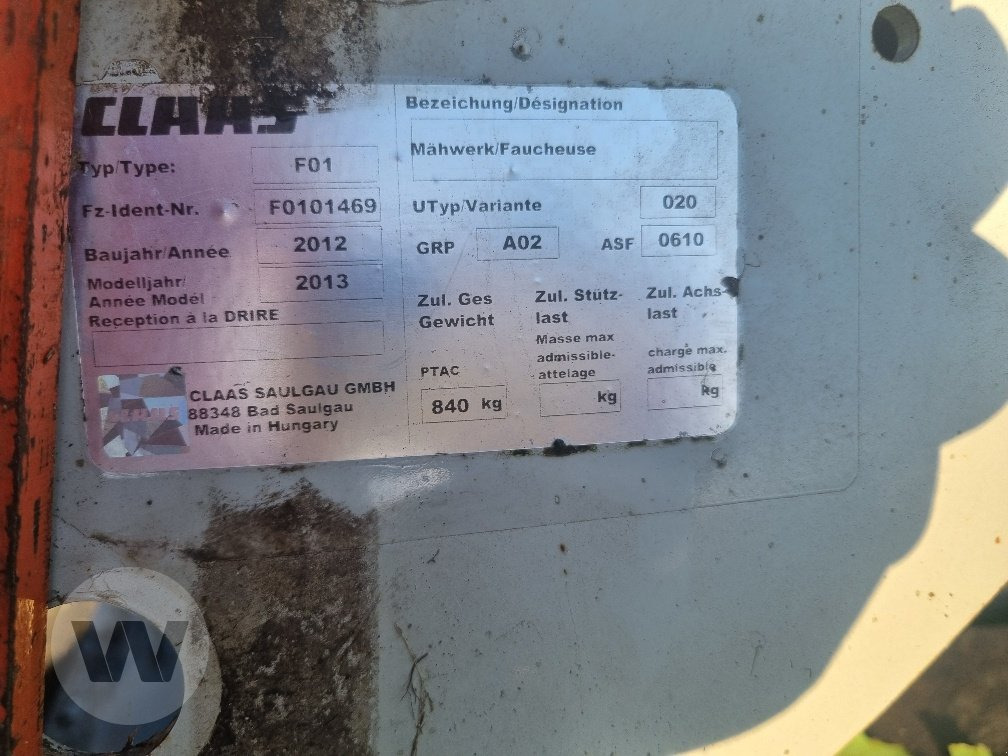 CLAAS
Typ/Type: F01
Fz-Ident-Nr. F0101469
Baujahr/Année 2012
Modelljahr/
Année Model 2013
Reception à la DRIRE
CLAAS
CLAAS SAULGAU GMBH
88348 Bad Saulgau
Made in Hungary
Bezeichung/Désignation
Mähwerk/Faucheuse
UTyp/Variante 020
GRP A02 ASF 0610
Zul. Ges
Gewicht
PTAC
840 kg
Zul. Stütz-
last
Masse max
admissible-
attelage
kg
Zul. Achs-
last
charge max.
admissible
kg
W